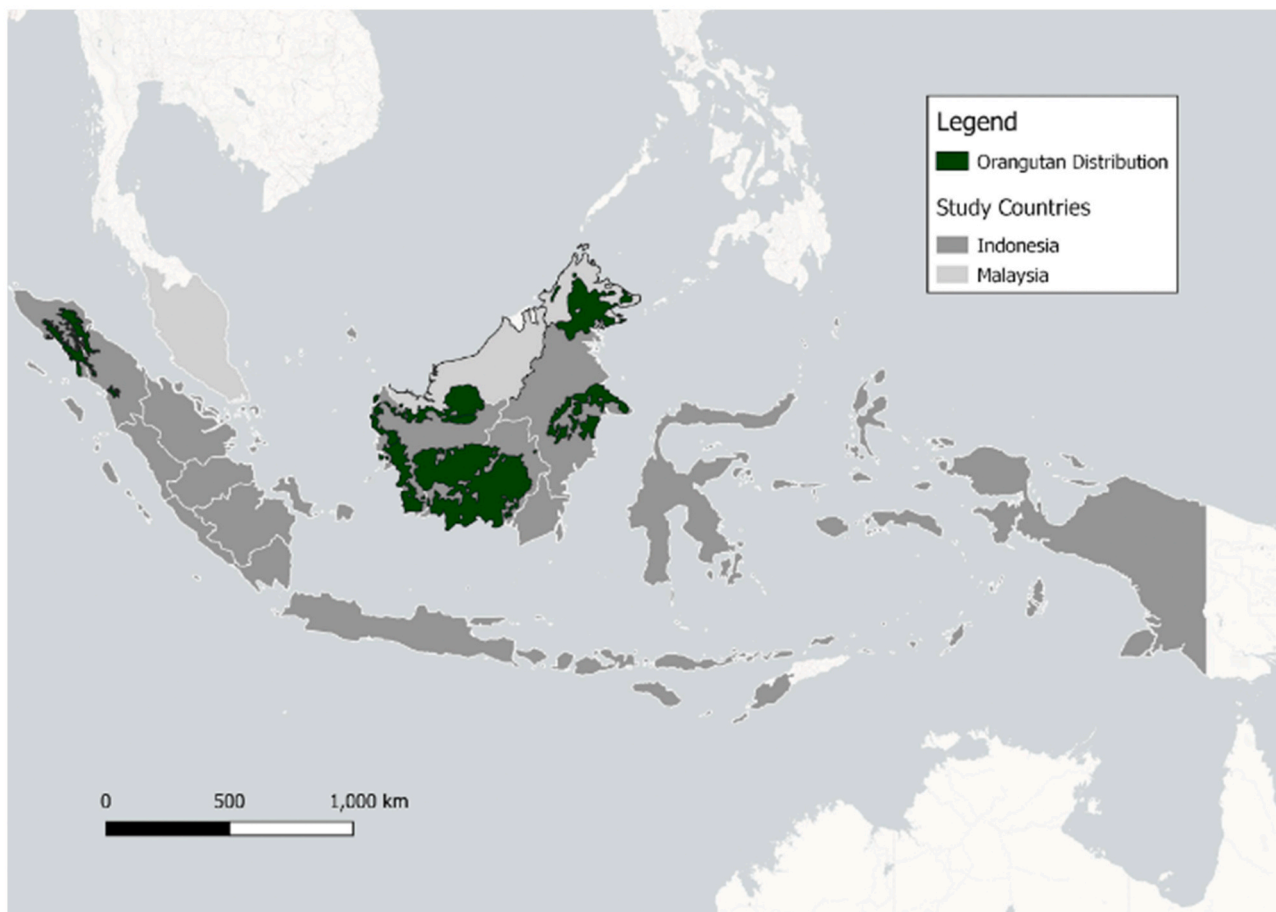 Legend
Orangutan Distribution
Study Countries
Indonesia
Malaysia
0 500 1,000 km